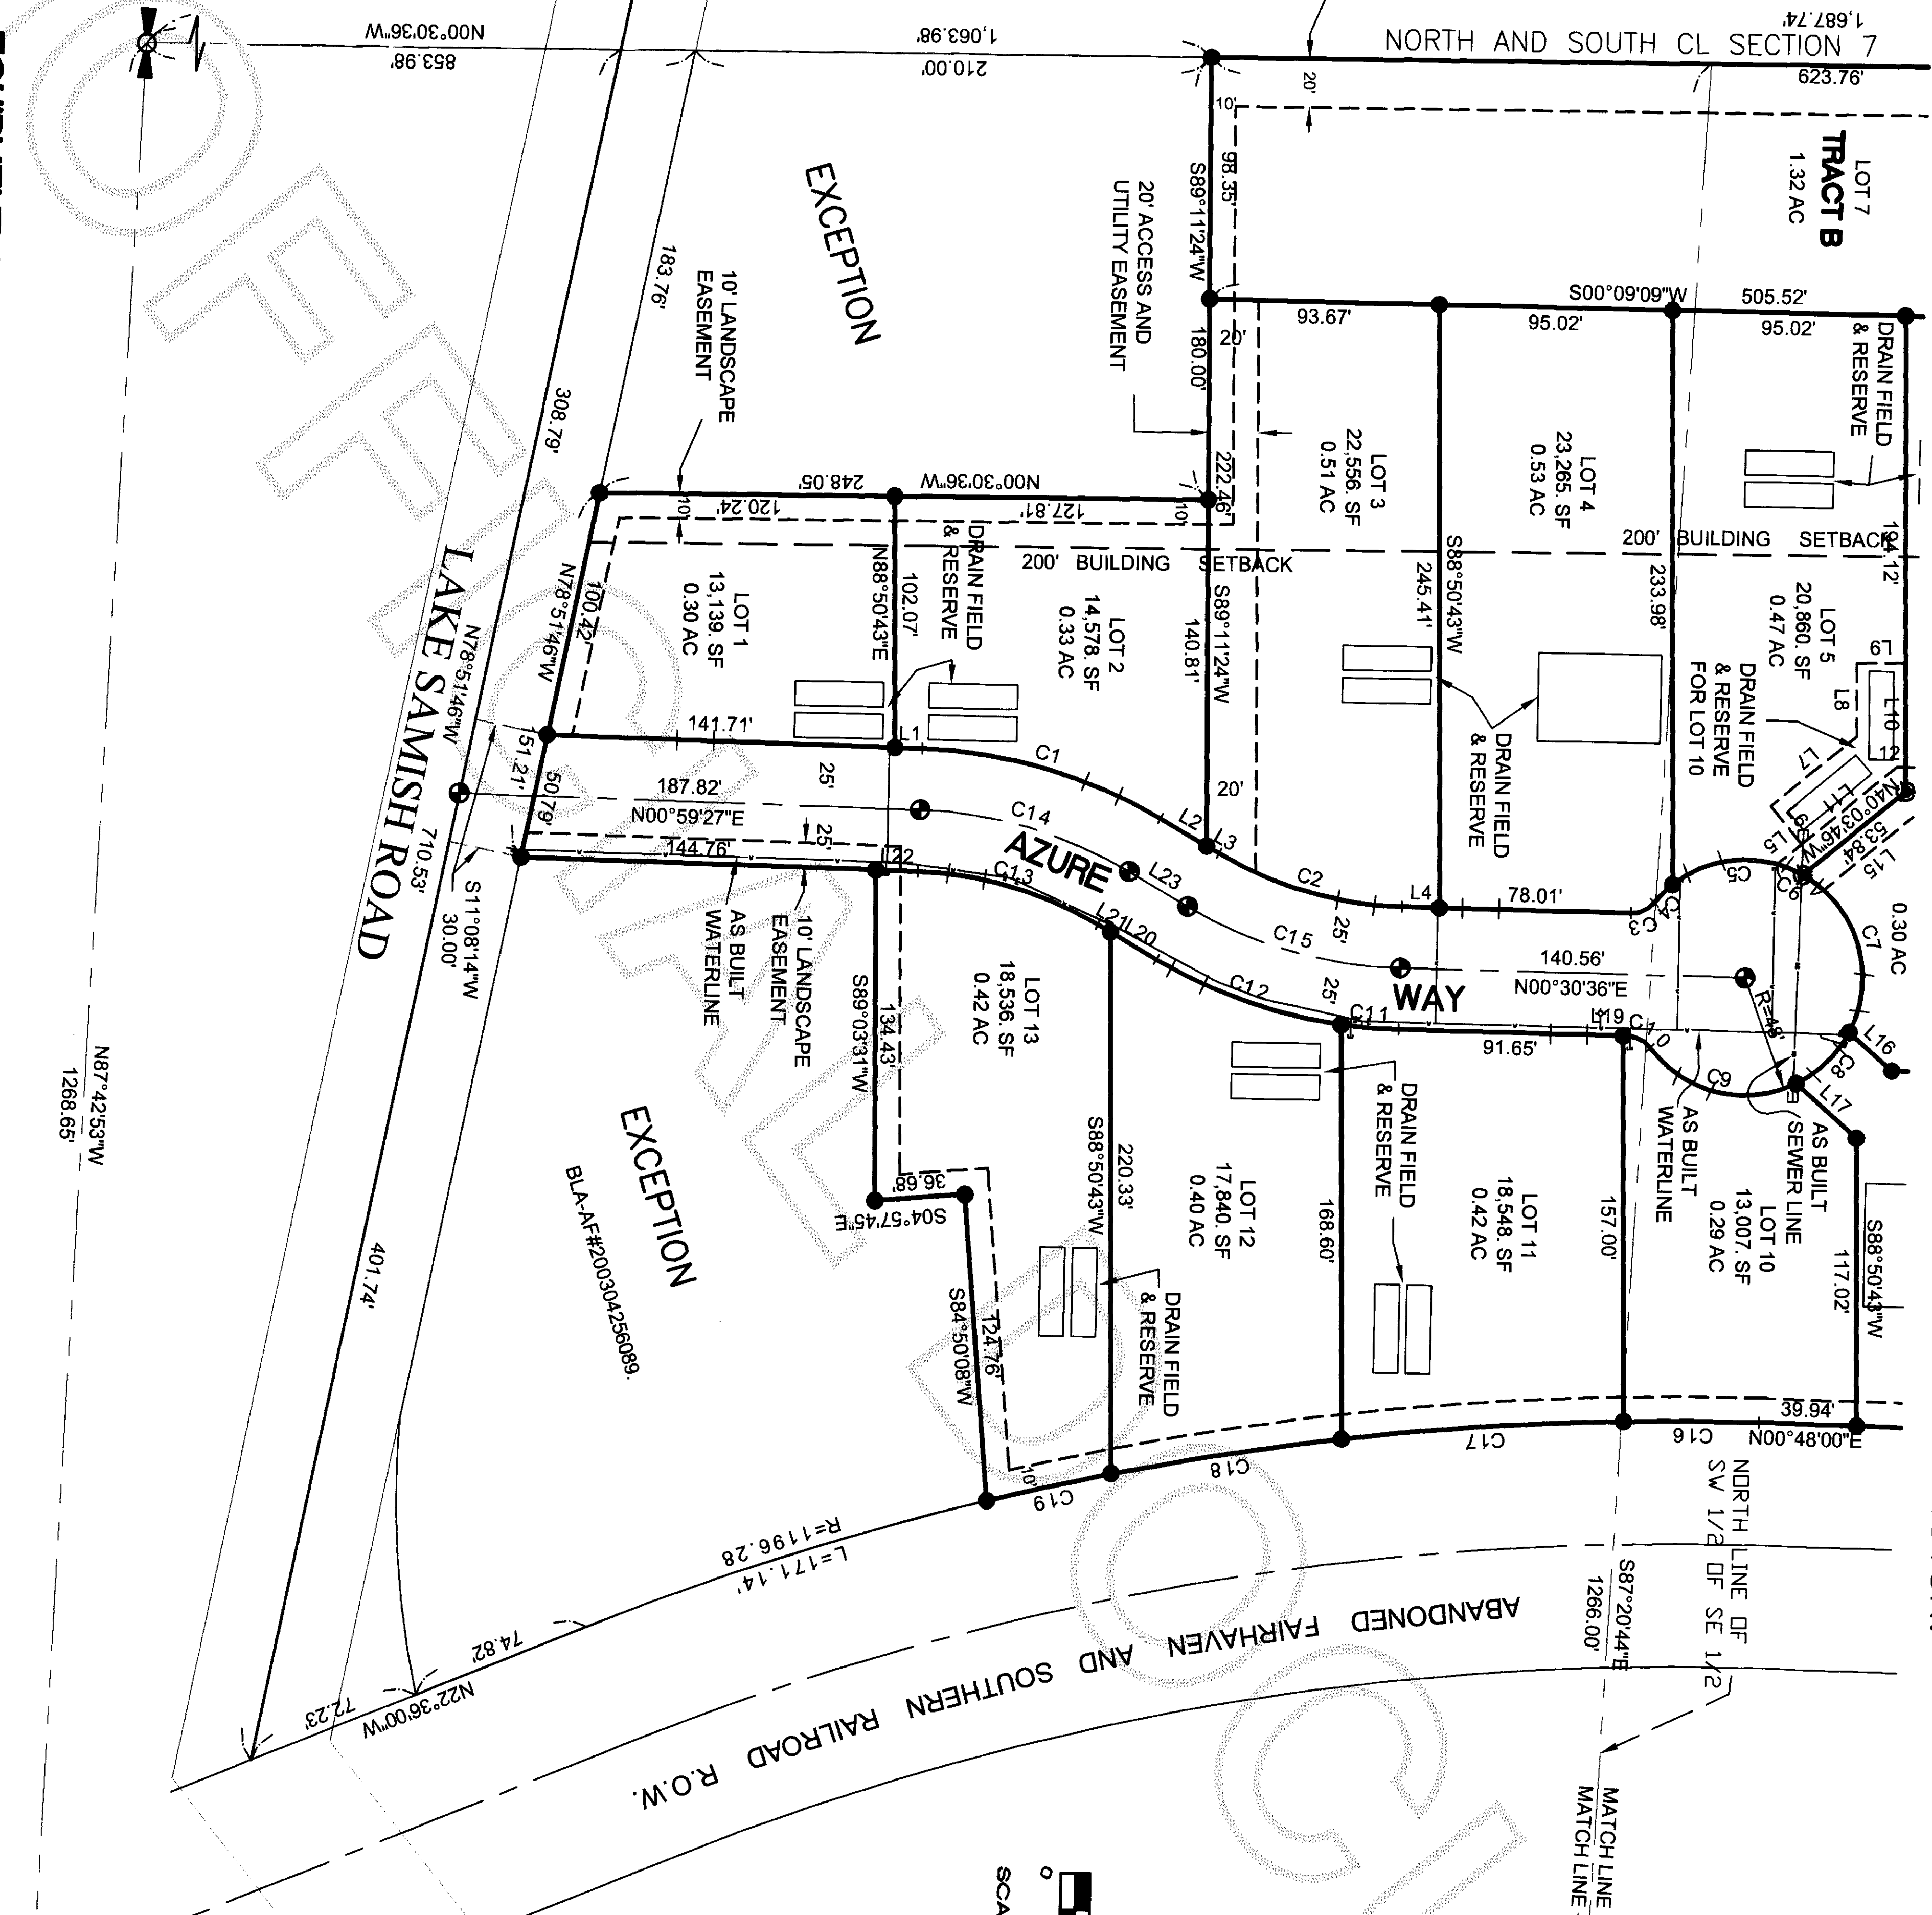 N00°30'36"W
853.98'
1,063.98'
210.00'
NORTH AND SOUTH CL SECTION 7
1,687.74'
623.76'
20'
10'
LOT 7
TRACT B
1.32 AC
EXCEPTION
98.35'
S89°11'24"W
20' ACCESS AND
UTILITY EASEMENT
183.76'
308.79'
10' LANDSCAPE
EASEMENT
180.00'
20'
93.67'
95.02'
S00°09'09"W
505.52'
95.02'
DRAIN FIELD
& RESERVE
LOT 3
22,556. SF
0.51 AC
LOT 4
23,265. SF
0.53 AC
222.46'
248.05'
N00°30'36"W
120.24'
127.81'
10'
10'
200' BUILDING SETBACK
200' BUILDING SETBACK
194.12'
N78°51'46"W
100.42'
LOT 1
13,139. SF
0.30 AC
N88°50'43"E
102.07'
DRAIN FIELD
& RESERVE
LOT 2
14,578. SF
0.33 AC
S89°11'24"W
140.81'
S88°50'43"W
245.41'
233.98'
LOT 5
20,860. SF
0.47 AC
DRAIN FIELD
& RESERVE
FOR LOT 10
L8
L10
L7
L11
L5
L15
N40°03'46"W
53.84'
DRAIN FIELD
& RESERVE
LAKE SAMISH ROAD
N78°51'46"W
710.53'
151.21'
50.79'
S11°08'14"W
30.00'
141.71'
L1
C1
25'
187.82'
N00°59'27"E
C14
20'
L2
L3
AZURE
WAY
L23
C2
L4
78.01'
C3
C4
C5
C6
C7
0.30 AC
144.76'
25'
L22
C13
L21
L20
C15
25'
25'
140.56'
N00°30'36"E
R=48'
C12
C11
91.65'
L19
C10
C9
C8
L16
L17
AS BUILT
WATERLINE
10' LANDSCAPE
EASEMENT
S89°03'31"W
134.43'
LOT 13
18,536. SF
0.42 AC
S88°50'43"W
220.33'
LOT 12
17,840. SF
0.40 AC
168.60'
DRAIN FIELD
& RESERVE
LOT 11
18,548. SF
0.42 AC
157.00'
AS BUILT
WATERLINE
AS BUILT
SEWER LINE
LOT 10
13,007. SF
0.29 AC
S88°50'43"W
117.02'
N87°42'53"W
1268.65'
401.74'
EXCEPTION
BLA-AF#200304256089.
36.68'
S04°57'45"E
S84°50'08"W
124.76'
DRAIN FIELD
& RESERVE
10'
C19
C18
C17
C16
39.94'
N00°48'00"E
NORTH LINE OF
SW 1/2 OF SE 1/2
S87°20'44"E
1266.00'
R=1196.28
L=171.14'
74.82'
N22°36'00"W
72.23'
ABANDONED FAIRHAVEN AND SOUTHERN RAILROAD R.O.W.
MATCH LINE
MATCH LINE
0